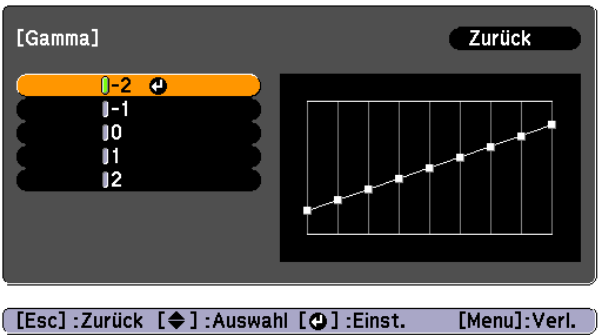 [Gamma]
Zurück
-2
-1
0
1
2
[Esc] :Zurück [ ] :Auswahl [ ] :Einst. [Menu]:Verl.